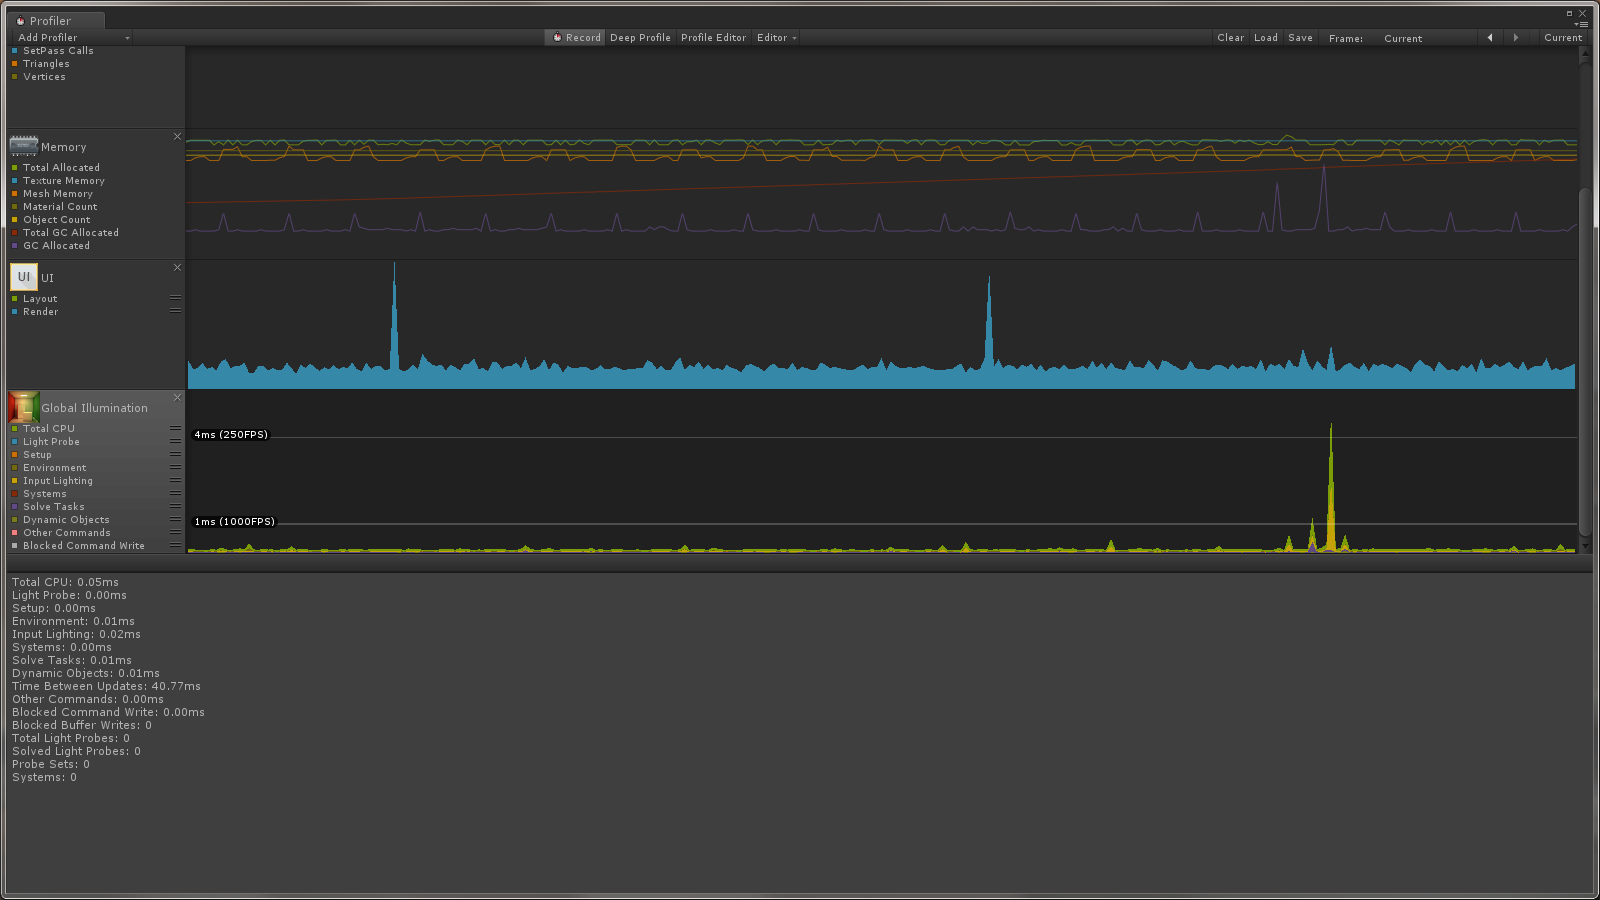 Profiler
Add Profiler
Record Deep Profile Profile Editor Editor
Clear Load Save Frame: Current Current
SetPass Calls
Triangles
Vertices
Memory
Total Allocated
Texture Memory
Mesh Memory
Material Count
Object Count
Total GC Allocated
GC Allocated
UI UI
Layout
Render
Global Illumination
Total CPU
Light Probe
Setup
Environment
Input Lighting
Systems
Solve Tasks
Dynamic Objects
Other Commands
Blocked Command Write
4ms (250FPS)
1ms (1000FPS)
Total CPU: 0.05ms
Light Probe: 0.00ms
Setup: 0.00ms
Environment: 0.01ms
Input Lighting: 0.02ms
Systems: 0.00ms
Solve Tasks: 0.01ms
Dynamic Objects: 0.01ms
Time Between Updates: 40.77ms
Other Commands: 0.00ms
Blocked Command Write: 0.00ms
Blocked Buffer Writes: 0
Total Light Probes: 0
Solved Light Probes: 0
Probe Sets: 0
Systems: 0